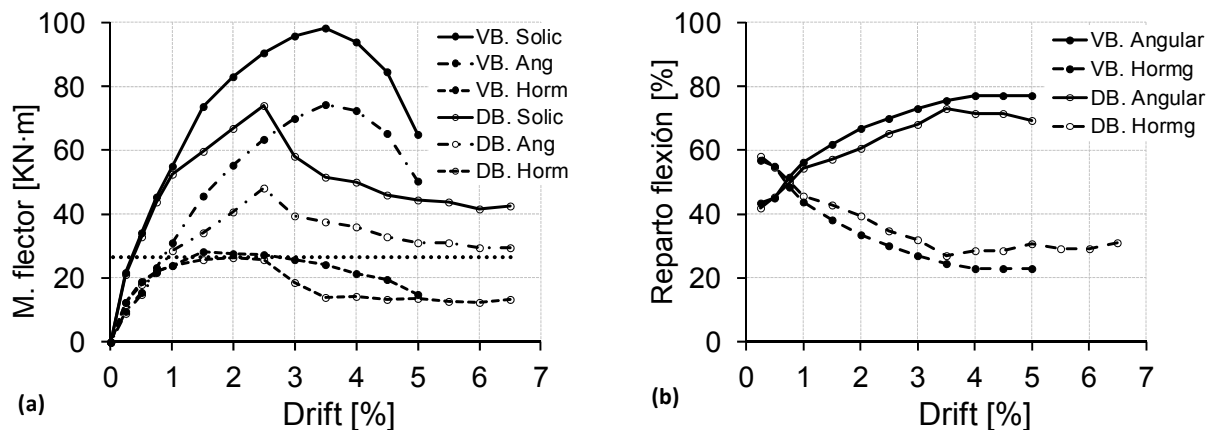 M. flector [KN·m]
100
80
60
40
20
0
0 1 2 3 4 5 6 7
Drift [%]
VB. Solic
VB. Ang
VB. Horm
DB. Solic
DB. Ang
DB. Horm
(a)
Reparto flexión [%]
100
80
60
40
20
0
0 1 2 3 4 5 6 7
Drift [%]
VB. Angular
VB. Hormg
DB. Angular
DB. Hormg
(b)